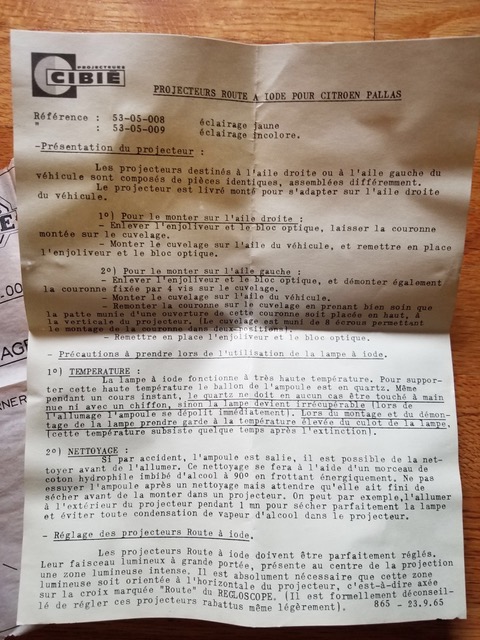 PROJECTEURS
CIBIÉ
PROJECTEURS ROUTE A IODE POUR CITROEN PALLAS
Référence : 53-05-008 éclairage jaune
" : 53-05-009 éclairage incolore.
-Présentation du projecteur :
Les projecteurs destinés à l'aile droite ou à l'aile gauche du
véhicule sont composés de pièces identiques, assemblées différemment.
Le projecteur est livré monté pour s'adapter sur l'aile droite
du véhicule.
1°) Pour le monter sur l'aile droite :
- Enlever l'enjoliveur et le bloc optique, laisser la couronne
montée sur le cuvelage.
- Monter le cuvelage sur l'aile du véhicule, et remettre en place
l'enjoliveur et le bloc optique.
2°) Pour le monter sur l'aile gauche :
- Enlever l'enjoliveur et le bloc optique, et démonter également
la couronne fixée par 4 vis sur le cuvelage.
- Monter le cuvelage sur l'aile du véhicule.
- Remonter la couronne sur le cuvelage en prenant bien soin que
la patte munie d'une ouverture de cette couronne soit placée en haut, à
la verticale du projecteur. (Le cuvelage est muni de 8 écrous permettant
le montage de la couronne dans deux positions).
- Remettre en place l'enjoliveur et le bloc optique.
- Précautions à prendre lors de l'utilisation de la lampe à iode.
1°) TEMPERATURE :
La lampe à iode fonctionne à très haute température. Pour suppor-
ter cette haute température le ballon de l'ampoule est en quartz. Même
pendant un court instant, le quartz ne doit en aucun cas être touché à main
nue ni avec un chiffon, sinon la lampe devient irrécupérable (lors de
l'allumage l'ampoule se dépolit immédiatement). Lors du montage et du démon-
tage de la lampe prendre garde à la température élevée du culot de la lampe,
(cette température subsiste quelque temps après l'extinction).
2°) NETTOYAGE :
Si par accident, l'ampoule est salie, il est possible de la net-
toyer avant de l'allumer. Ce nettoyage se fera à l'aide d'un morceau de
coton hydrophile imbibé d'alcool à 90° en frottant énergiquement. Ne pas
essuyer l'ampoule après un nettoyage mais attendre qu'elle ait fini de
sécher avant de la monter dans un projecteur. On peut par exemple,l'allumer
à l'extérieur du projecteur pendant 1 mn pour sécher parfaitement la lampe
et éviter toute condensation de vapeur d'alcool dans le projecteur.
- Réglage des projecteurs Route à iode.
Les projecteurs Route à iode doivent être parfaitement réglés.
Leur faisceau lumineux à grande portée, présente au centre de la projection
une zone lumineuse intense. Il est absolument nécessaire que cette zone
lumineuse soit orientée à l'horizontale du projecteur, c'est-à-dire axée
sur la croix marquée "Route" du REGLOSCOPE. (Il est formellement déconseil-
lé de régler ces projecteurs rabattus même légèrement). 865 - 23.9.65